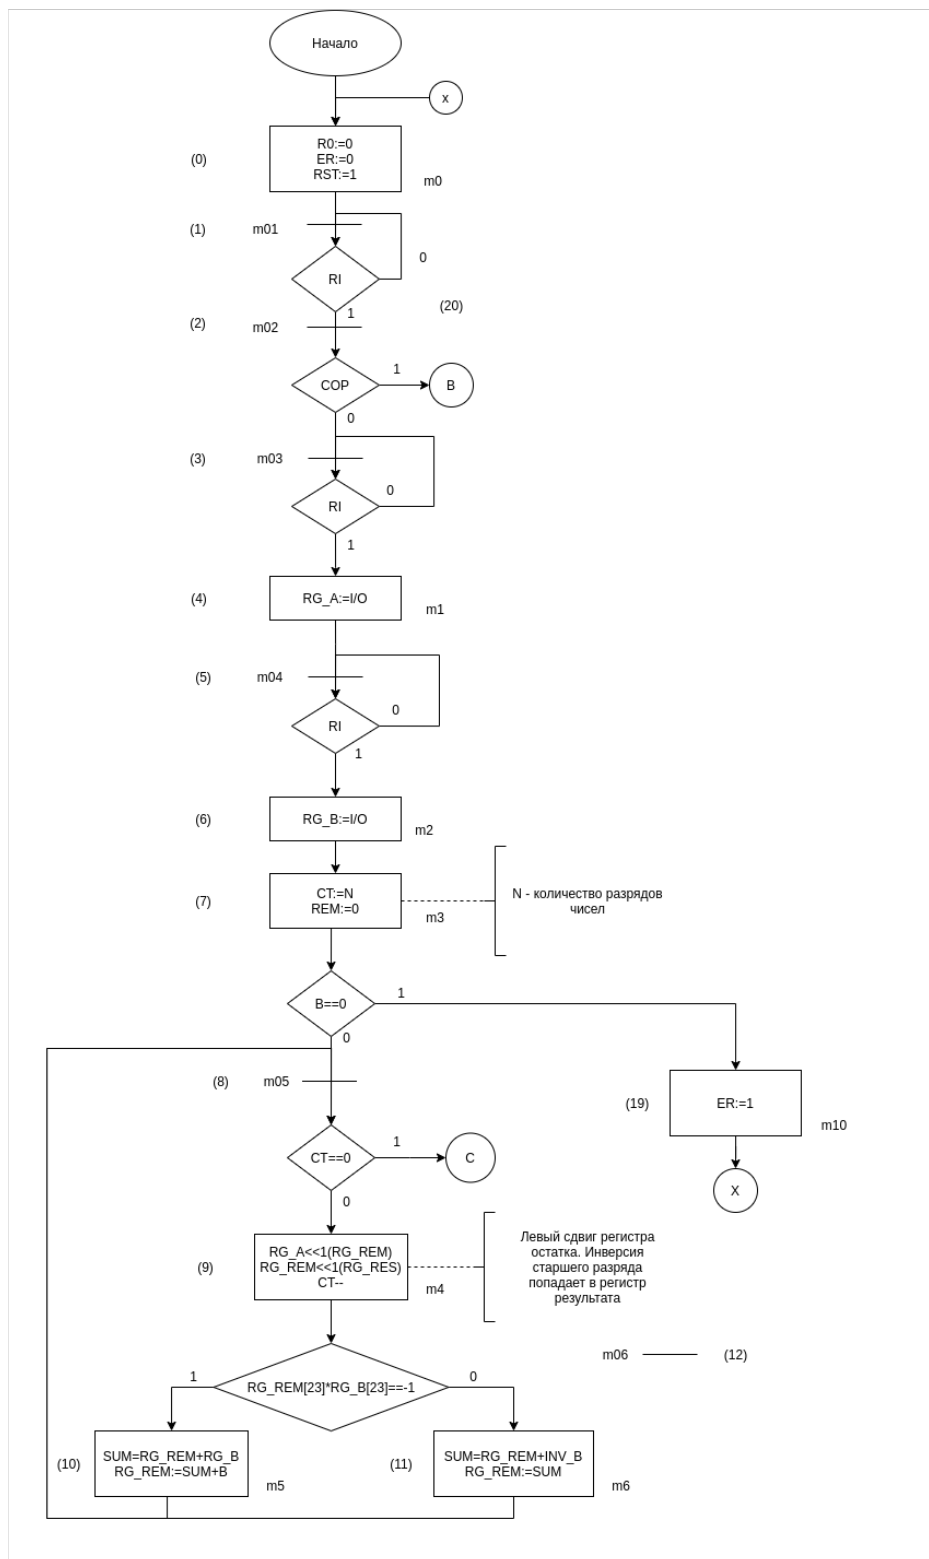 Начало
x
(0)
R0:=0
ER:=0
RST:=1
m0
(1)
m01
0
RI
(20)
1
(2)
m02
COP
1
B
0
(3)
m03
0
RI
1
(4)
RG_A:=I/O
m1
(5)
m04
0
RI
1
(6)
RG_B:=I/O
m2
(7)
CT:=N
REM:=0
m3
N - количество разрядов
чисел
B==0
1
0
(8)
m05
(19)
ER:=1
m10
CT==0
1
C
X
0
(9)
RG_A<<1(RG_REM)
RG_REM<<1(RG_RES)
CT--
m4
Левый сдвиг регистра
остатка. Инверсия
старшего разряда
попадает в регистр
результата
m06
(12)
1
RG_REM[23]*RG_B[23]==-1
0
(10)
SUM=RG_REM+RG_B
RG_REM:=SUM+B
m5
(11)
SUM=RG_REM+INV_B
RG_REM:=SUM
m6